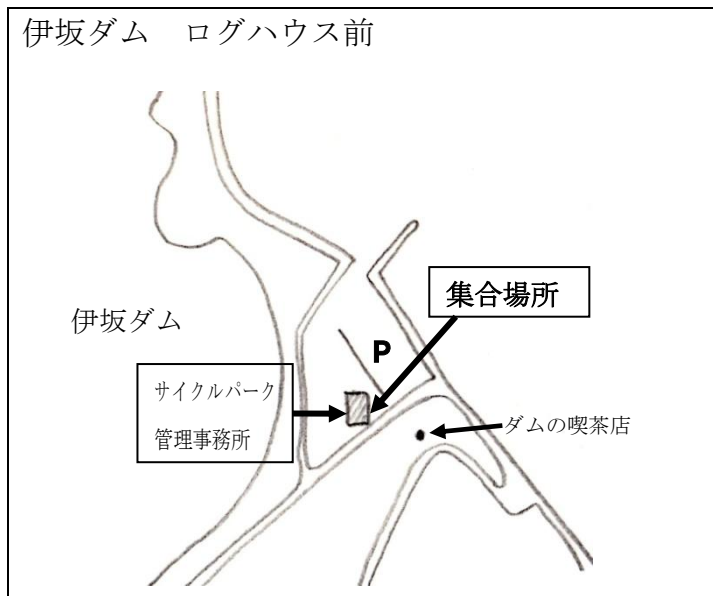 伊坂ダム　ログハウス前
集合場所
伊坂ダム
P
サイクルパーク
管理事務所
ダムの喫茶店